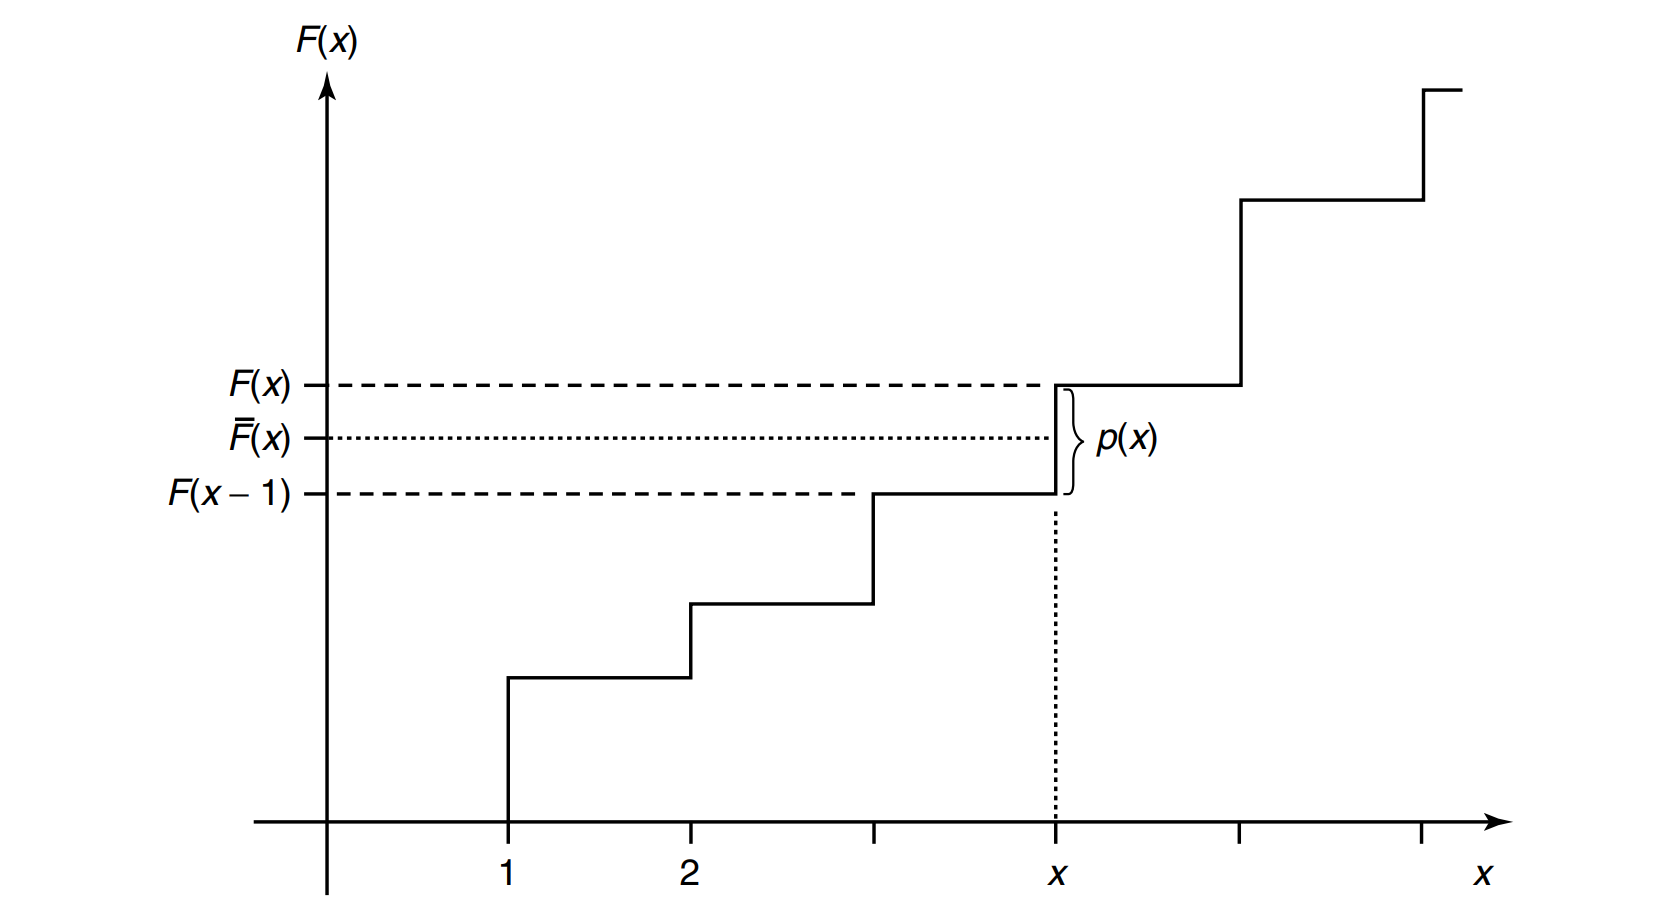 F(x)
F(x)
F̅(x)
p(x)
F(x – 1)
1
2
x
x